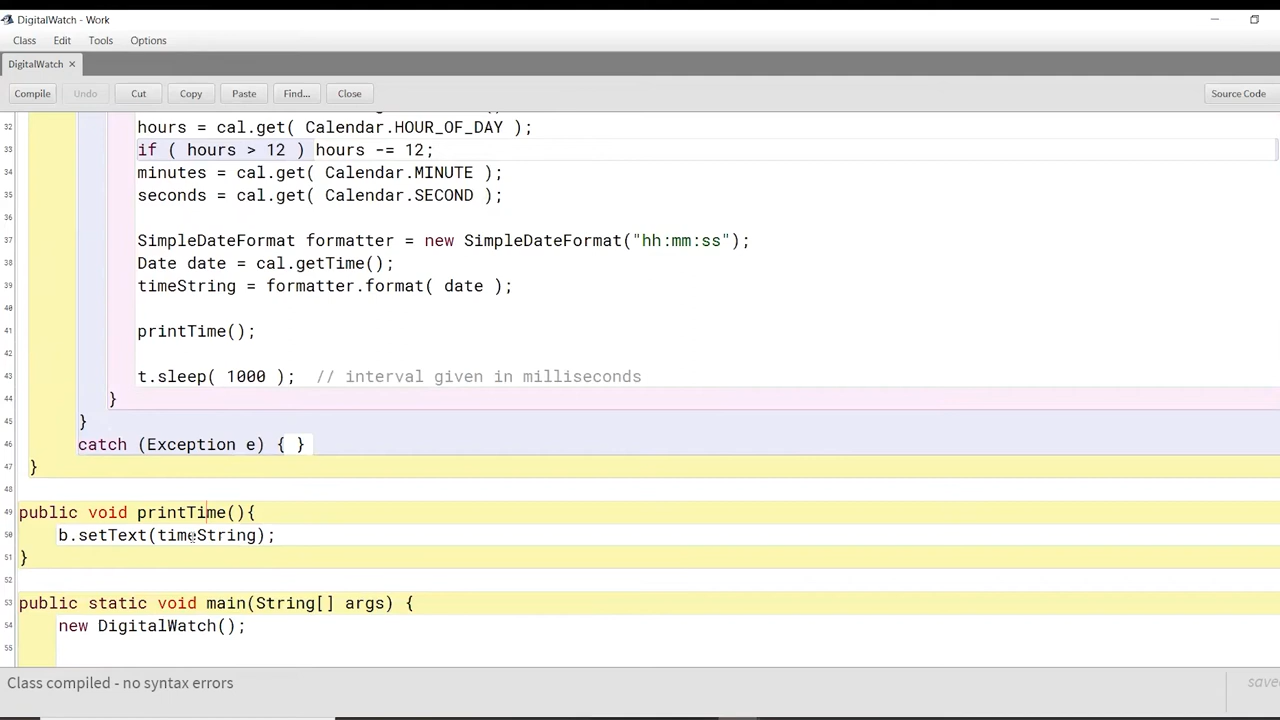 DigitalWatch - Work
Class Edit Tools Options
DigitalWatch ×
Compile Undo Cut Copy Paste Find... Close Source Code
32 hours = cal.get( Calendar.HOUR_OF_DAY );
33 if ( hours > 12 ) hours -= 12;
34 minutes = cal.get( Calendar.MINUTE );
35 seconds = cal.get( Calendar.SECOND );
36
37 SimpleDateFormat formatter = new SimpleDateFormat("hh:mm:ss");
38 Date date = cal.getTime();
39 timeString = formatter.format( date );
40
41 printTime();
42
43 t.sleep( 1000 );  // interval given in milliseconds
44 }
45 }
46 catch (Exception e) { }
47 }
48
49 public void printTime(){
50 b.setText(timeString);
51 }
52
53 public static void main(String[] args) {
54 new DigitalWatch();
55
Class compiled - no syntax errors